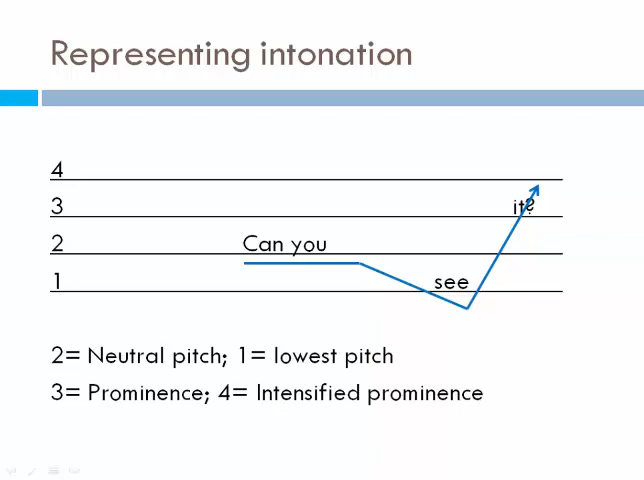 Representing intonation
4
3 it?
2 Can you
1 see
2= Neutral pitch; 1= lowest pitch
3= Prominence; 4= Intensified prominence